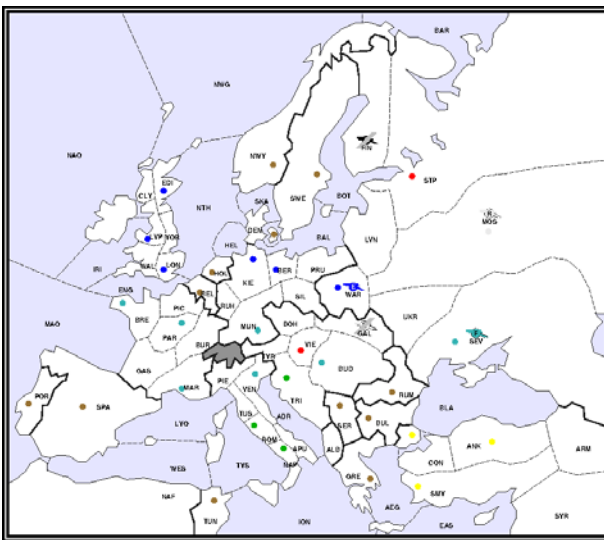 BAR
NWG
NAO
FIN
NWY
STP
EDI
CLY
SWE
MOS
NTH
SKA
BOT
LVP
YOR
DEN
LVN
HEL
BAL
IRI
WAL
LON
HOL
KIE
BER
PRU
ENG
BEL
RUH
SIL
WAR
UKR
MAO
BRE
PIC
PAR
MUN
BOH
GAL
SEV
BUR
VIE
TYR
BUD
GAS
MAR
PIE
VEN
TRI
RUM
POR
SPA
TUS
ADR
SER
BUL
BLA
LYO
ROM
APU
ALB
ANK
ARM
WES
TYS
NAP
GRE
CON
SMY
NAF
TUN
ION
AEG
EAS
SYR